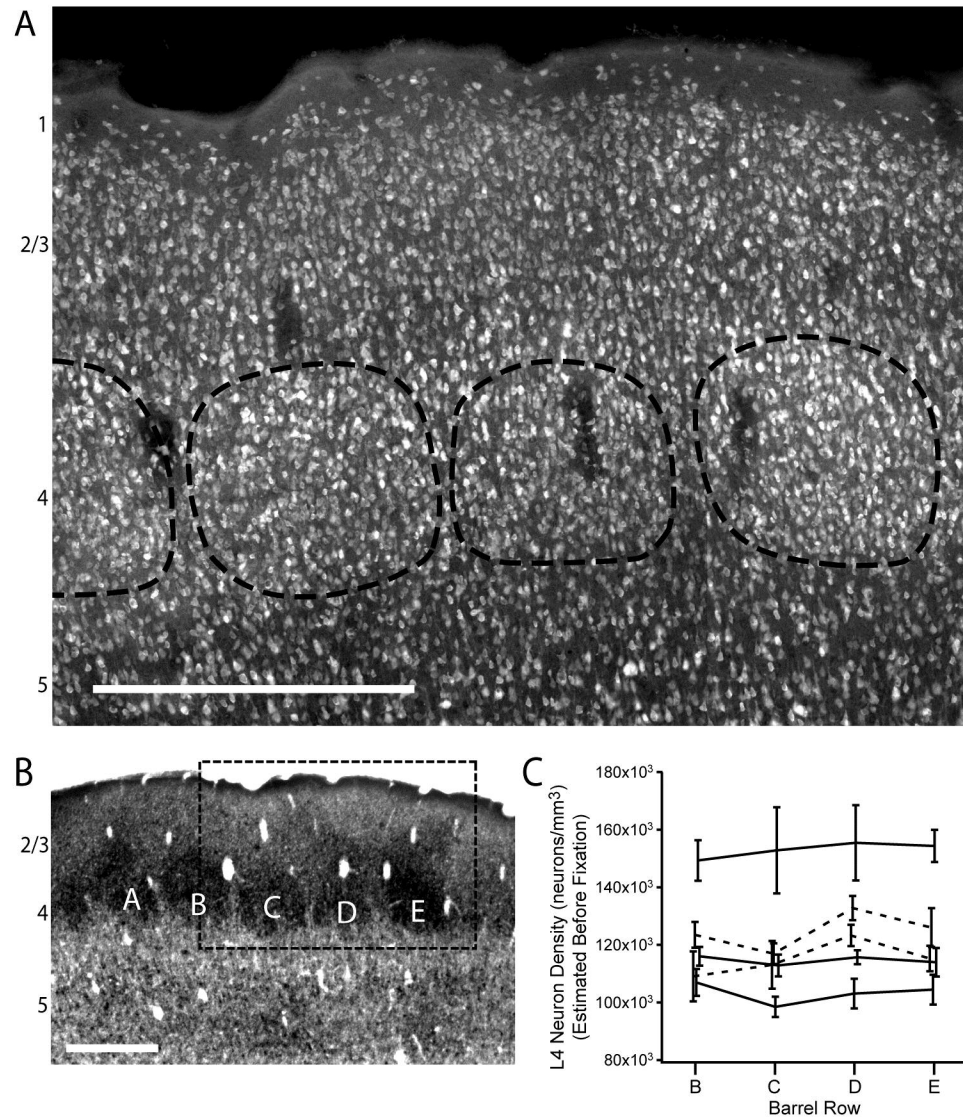 A
1
2/3
4
5
B
2/3
4
5
A B C D E
C
L4 Neuron Density (neurons/mm³)
(Estimated Before Fixation)
180x10³
160x10³
140x10³
120x10³
100x10³
80x10³
B C D E
Barrel Row